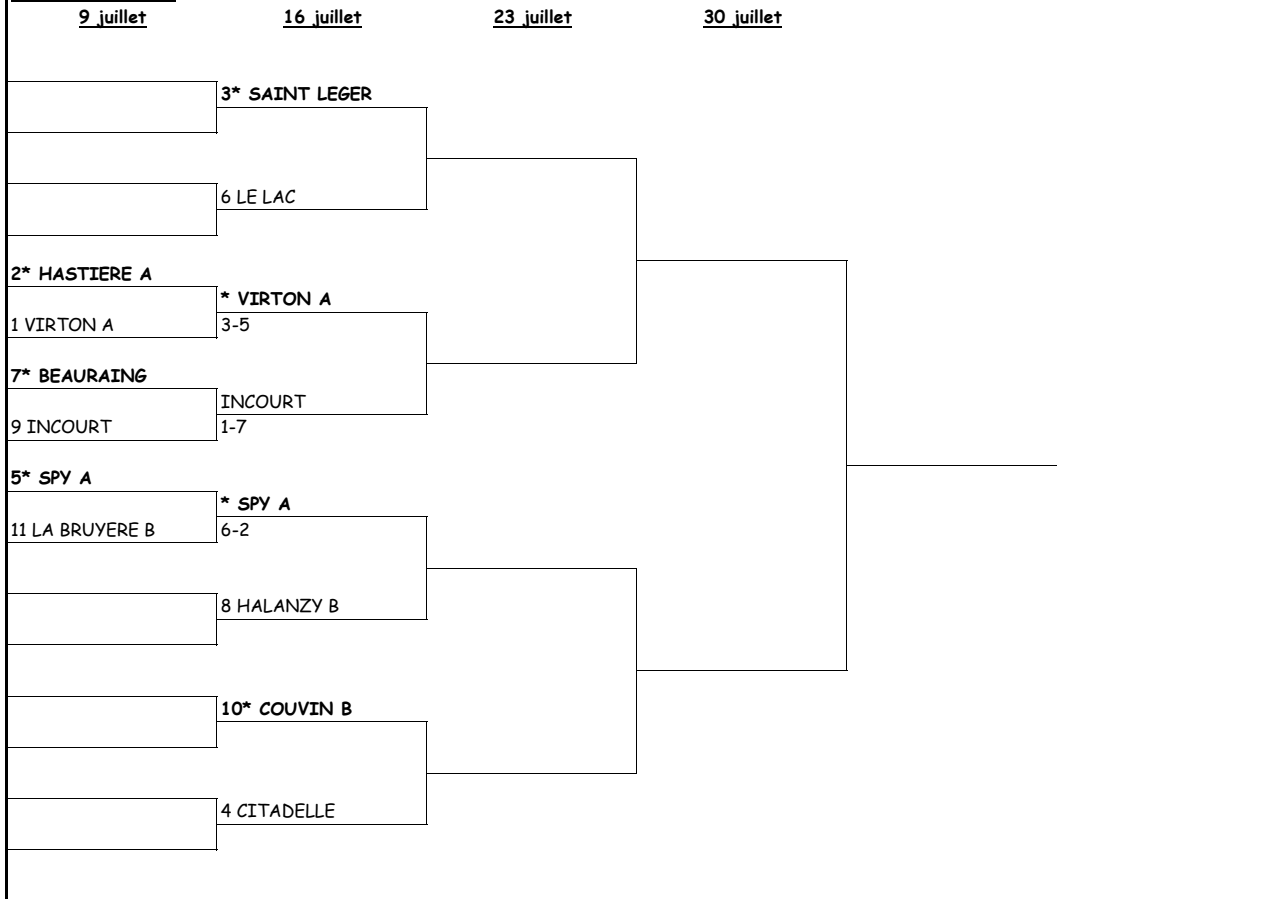 9 juillet 16 juillet 23 juillet 30 juillet
3* SAINT LEGER
6 LE LAC
2* HASTIERE A
* VIRTON A
1 VIRTON A
3-5
7* BEAURAING
INCOURT
9 INCOURT
1-7
5* SPY A
* SPY A
11 LA BRUYERE B
6-2
8 HALANZY B
10* COUVIN B
4 CITADELLE